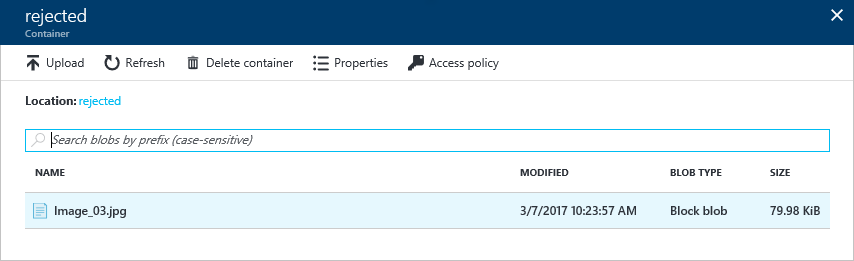 rejected
Container
Upload Refresh Delete container Properties Access policy
Location: rejected
Search blobs by prefix (case-sensitive)
NAME MODIFIED BLOB TYPE SIZE
Image_03.jpg 3/7/2017 10:23:57 AM Block blob 79.98 KiB